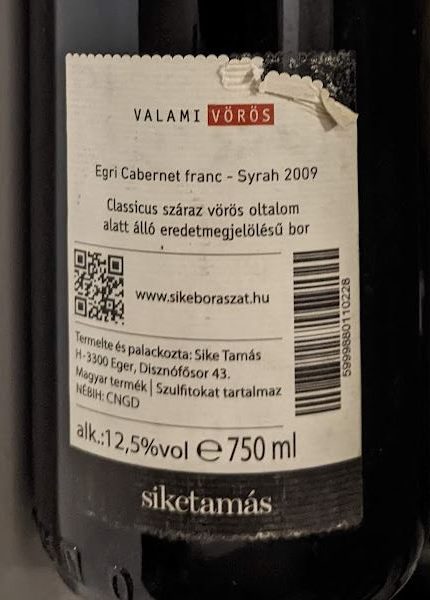 VALAMI VÖRÖS
Egri Cabernet franc - Syrah 2009
Classicus száraz vörös oltalom
alatt álló eredetmegjelölésű bor
www.sikeboraszat.hu
5999880110228
Termelte és palackozta: Sike Tamás
H-3300 Eger, Disznófősor 43.
Magyar termék | Szulfitokat tartalmaz
NÉBIH: CNGD
alk.:12,5%vol ℮ 750 ml
siketamás